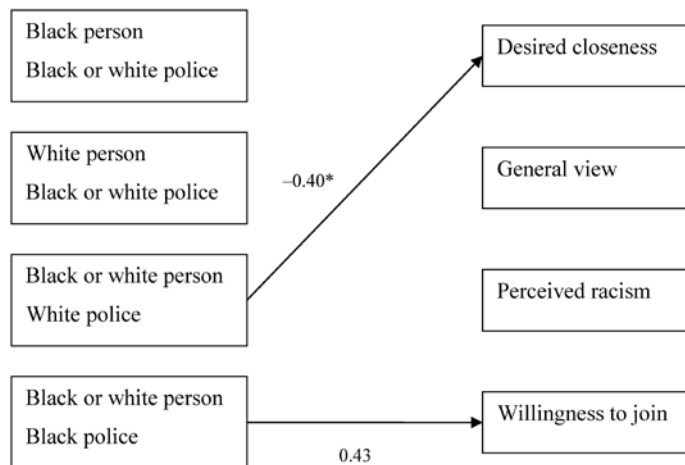 Black person
Black or white police
Desired closeness
White person
Black or white police
–0.40*
General view
Black or white person
White police
Perceived racism
Black or white person
Black police
Willingness to join
0.43